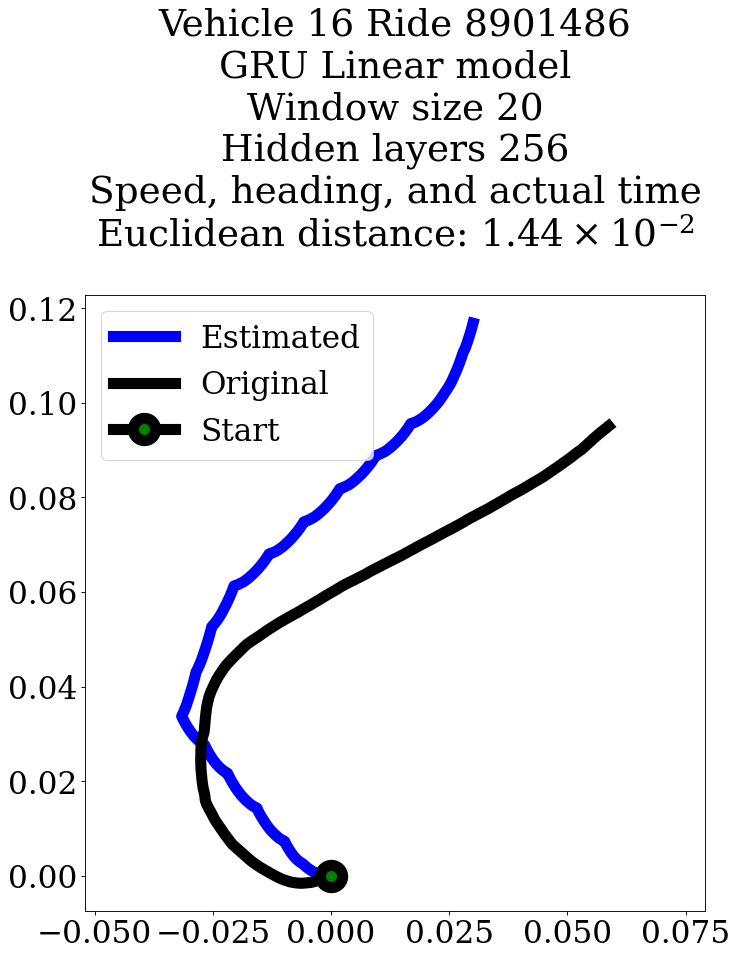 Vehicle 16 Ride 8901486
GRU Linear model
Window size 20
Hidden layers 256
Speed, heading, and actual time
Euclidean distance: 1.44 × 10⁻²
0.12
0.10
0.08
0.06
0.04
0.02
0.00
Estimated
Original
Start
−0.050 −0.025 0.000 0.025 0.050 0.075